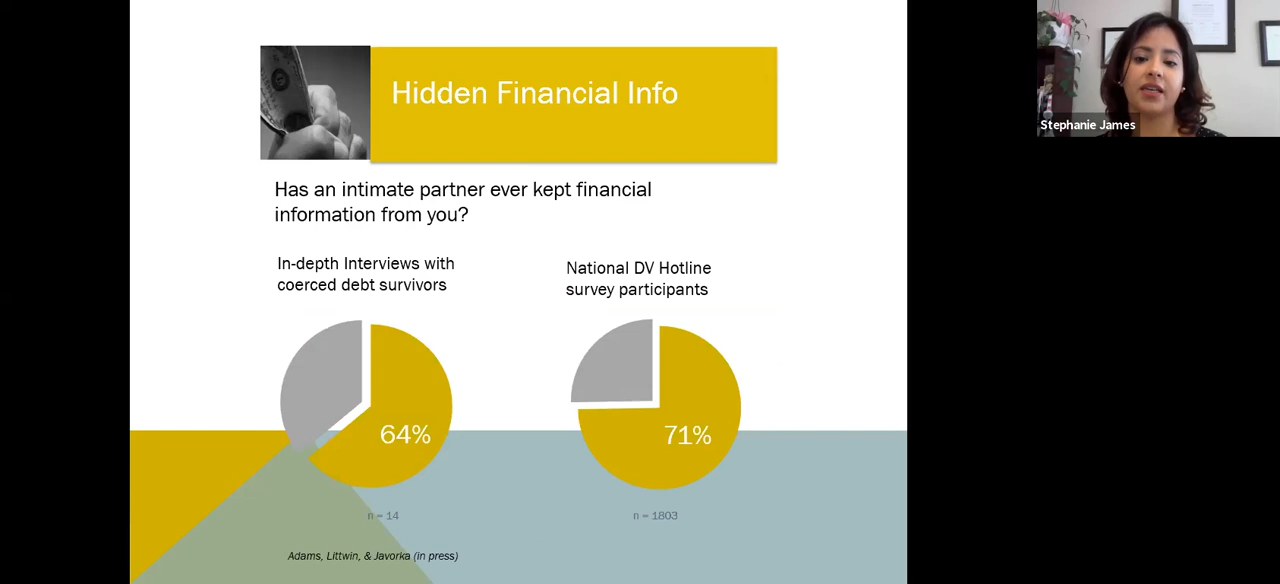 Hidden Financial Info
Stephanie James
Has an intimate partner ever kept financial
information from you?
In-depth Interviews with
coerced debt survivors
National DV Hotline
survey participants
64%
71%
n = 14
n = 1803
Adams, Littwin, & Javorka (in press)